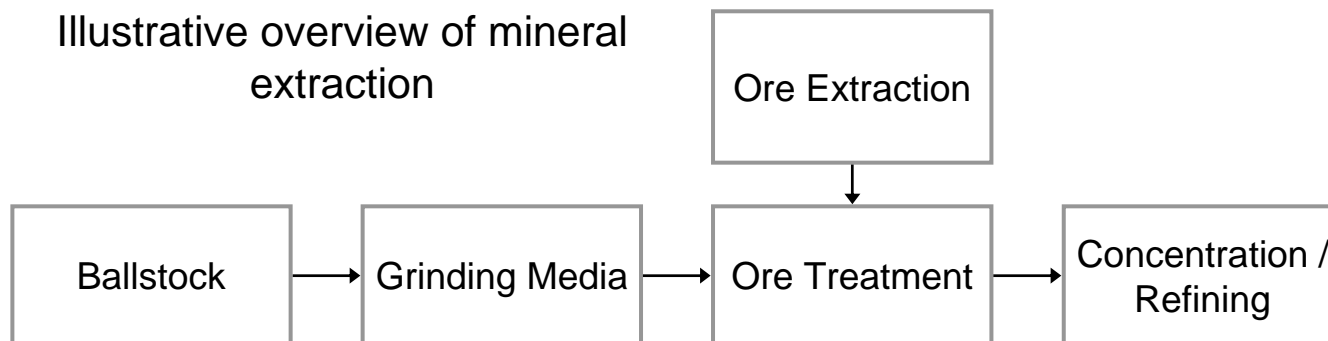 Illustrative overview of mineral
extraction
Ore Extraction
Ballstock
Grinding Media
Ore Treatment
Concentration /
Refining